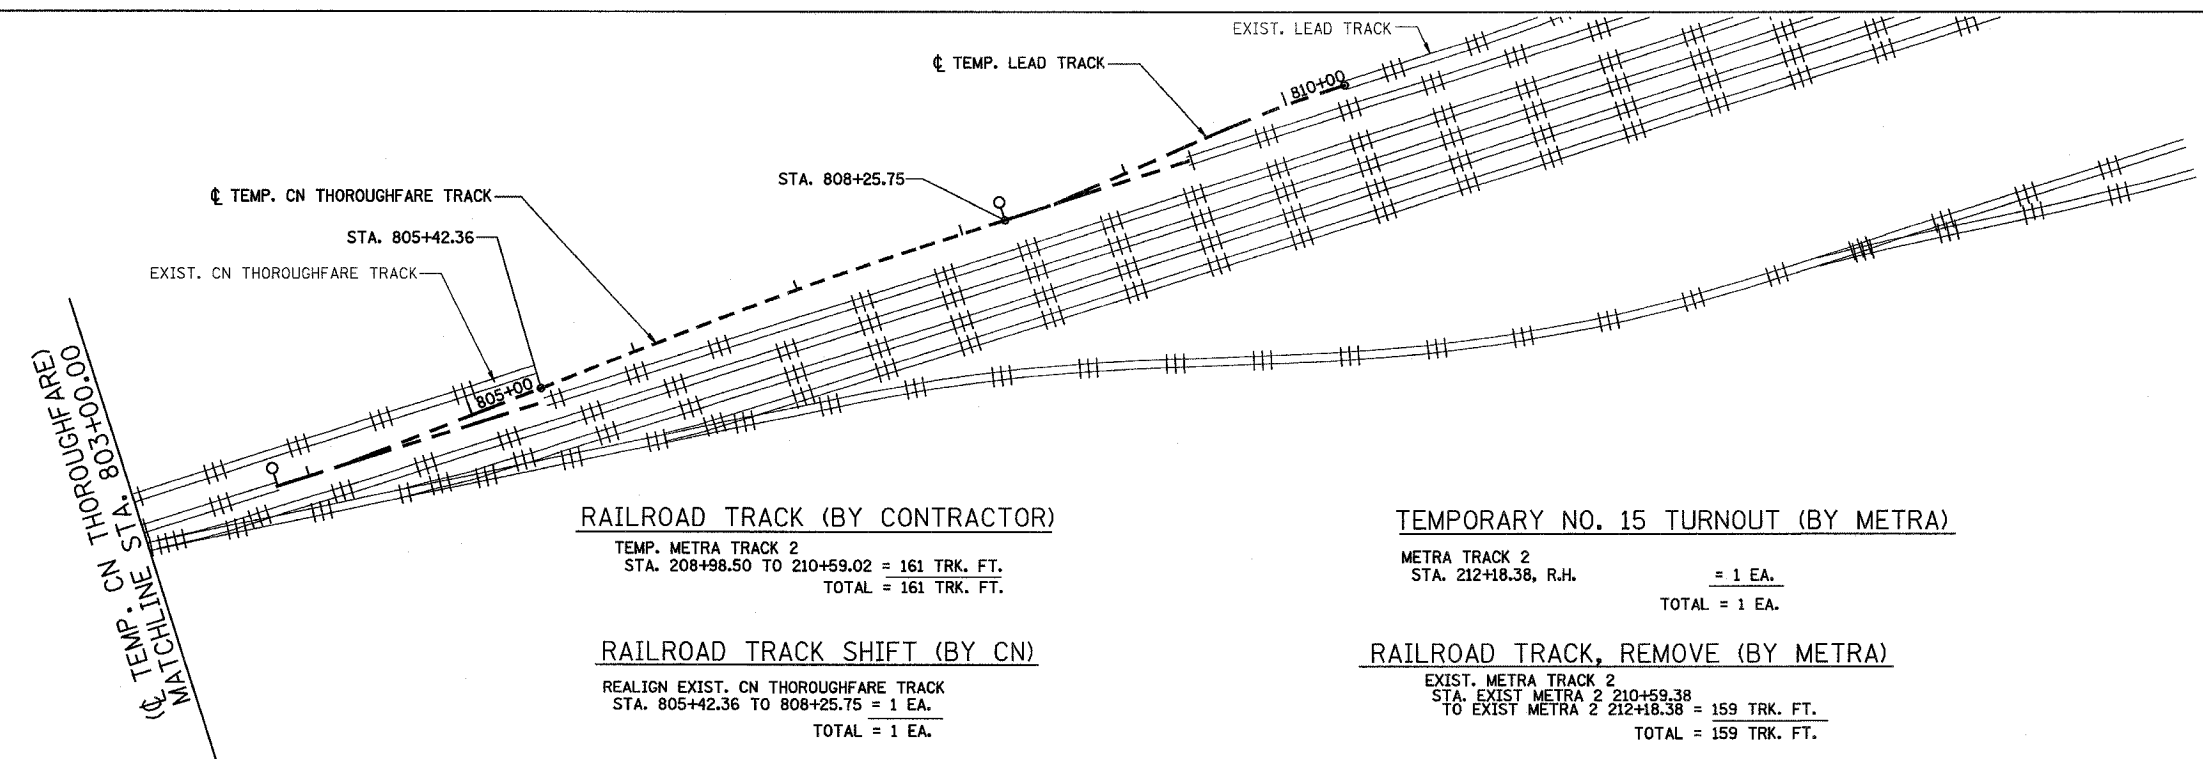 EXIST. LEAD TRACK
℄ TEMP. LEAD TRACK
810+00
STA. 808+25.75
℄ TEMP. CN THOROUGHFARE TRACK
STA. 805+42.36
EXIST. CN THOROUGHFARE TRACK
805+00
(℄ TEMP. CN THOROUGHFARE)
MATCHLINE STA. 803+00.00
RAILROAD TRACK (BY CONTRACTOR)
TEMP. METRA TRACK 2
STA. 208+98.50 TO 210+59.02 = 161 TRK. FT.
TOTAL = 161 TRK. FT.
RAILROAD TRACK SHIFT (BY CN)
REALIGN EXIST. CN THOROUGHFARE TRACK
STA. 805+42.36 TO 808+25.75 = 1 EA.
TOTAL = 1 EA.
TEMPORARY NO. 15 TURNOUT (BY METRA)
METRA TRACK 2
STA. 212+18.38, R.H. = 1 EA.
TOTAL = 1 EA.
RAILROAD TRACK, REMOVE (BY METRA)
EXIST. METRA TRACK 2
STA. EXIST METRA 2 210+59.38
TO EXIST METRA 2 212+18.38 = 159 TRK. FT.
TOTAL = 159 TRK. FT.